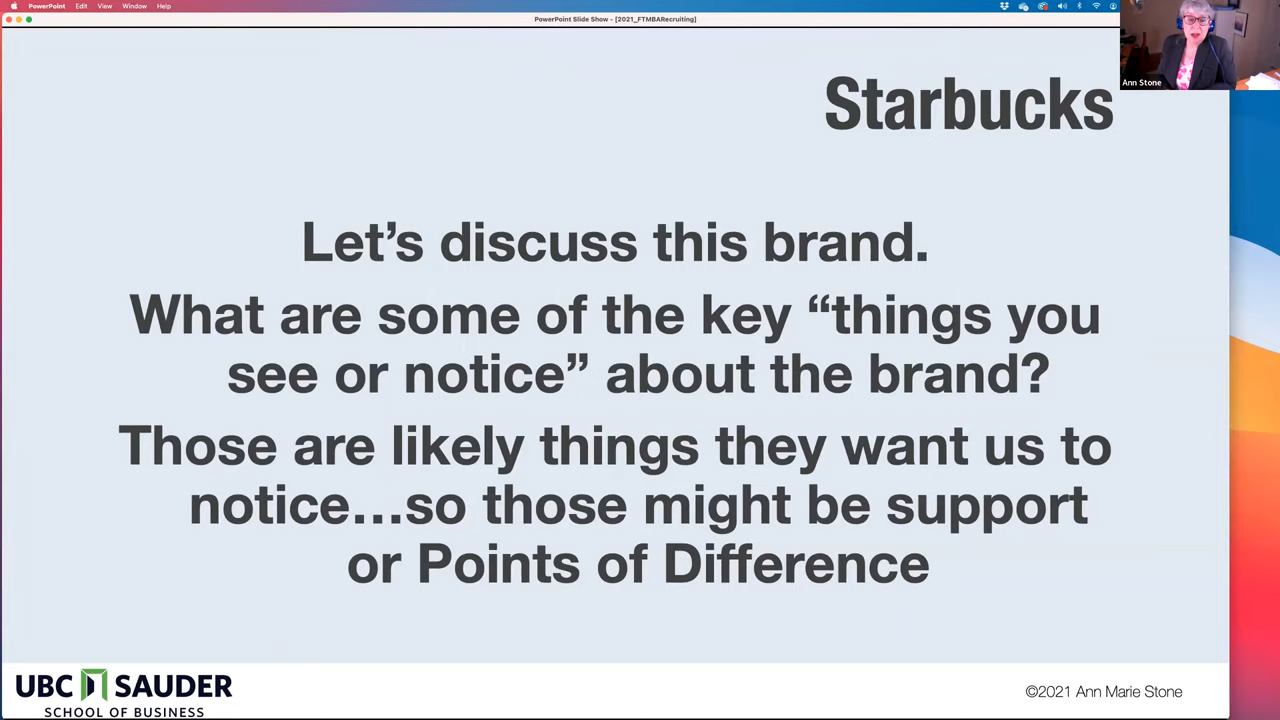 PowerPoint Edit View Window Help
PowerPoint Slide Show - [2021_FTMBARecruiting]
Ann Stone
Starbucks
Let’s discuss this brand.
What are some of the key “things you
see or notice” about the brand?
Those are likely things they want us to
notice…so those might be support
or Points of Difference
UBC SAUDER
SCHOOL OF BUSINESS
©2021 Ann Marie Stone